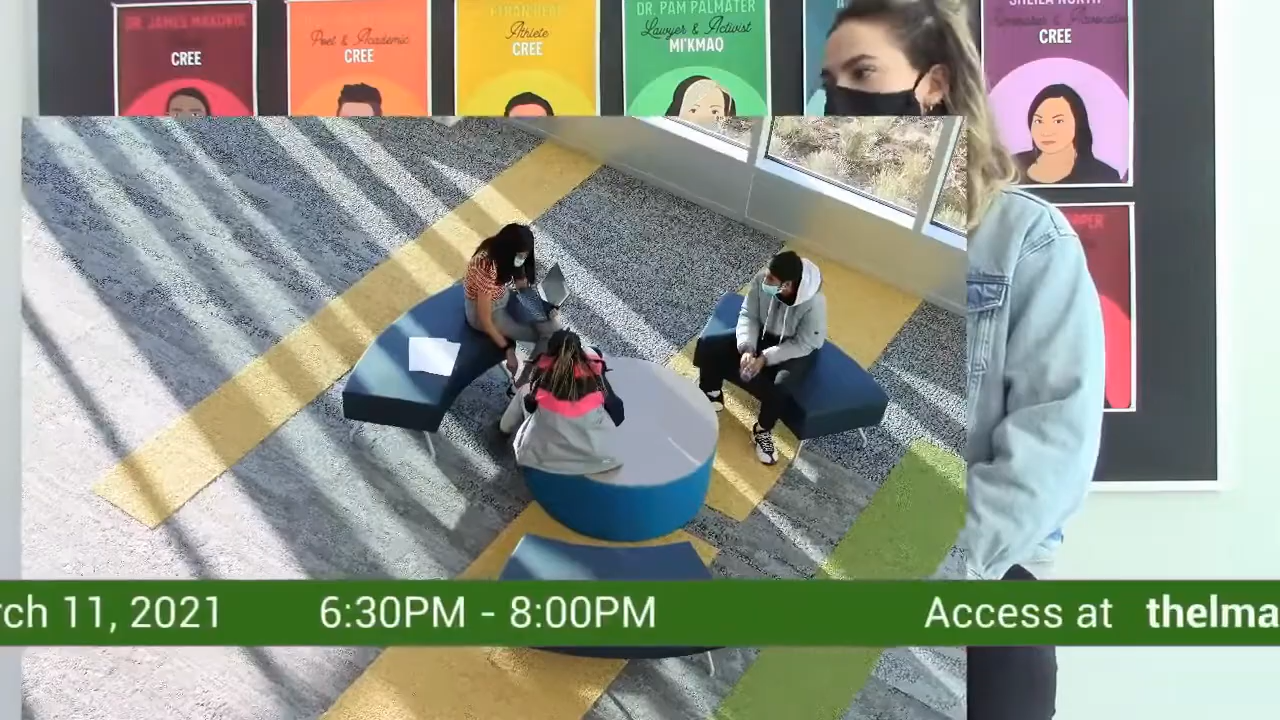 DR. JAMES MAKOKIS
CREE
Poet & Academic
CREE
Athlete
CREE
DR. PAM PALMATER
Lawyer & Activist
MI'KMAQ
SHEILA NORTH
CREE
rch 11, 2021 6:30PM - 8:00PM Access at thelma